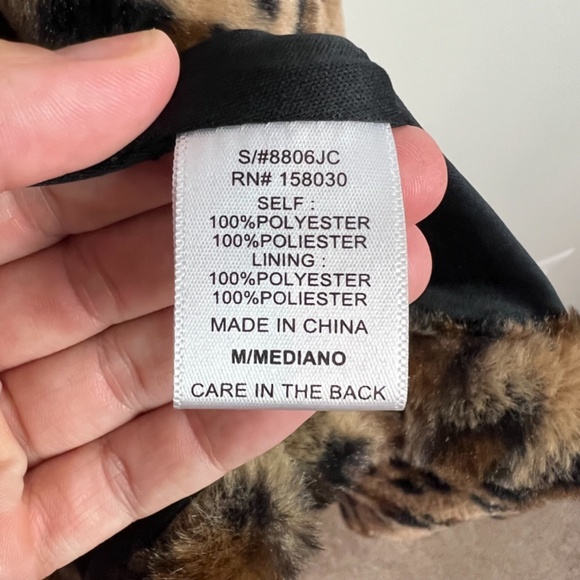 S/#8806JC
RN# 158030
SELF :
100%POLYESTER
100%POLIESTER
LINING :
100%POLYESTER
100%POLIESTER
MADE IN CHINA
M/MEDIANO
CARE IN THE BACK